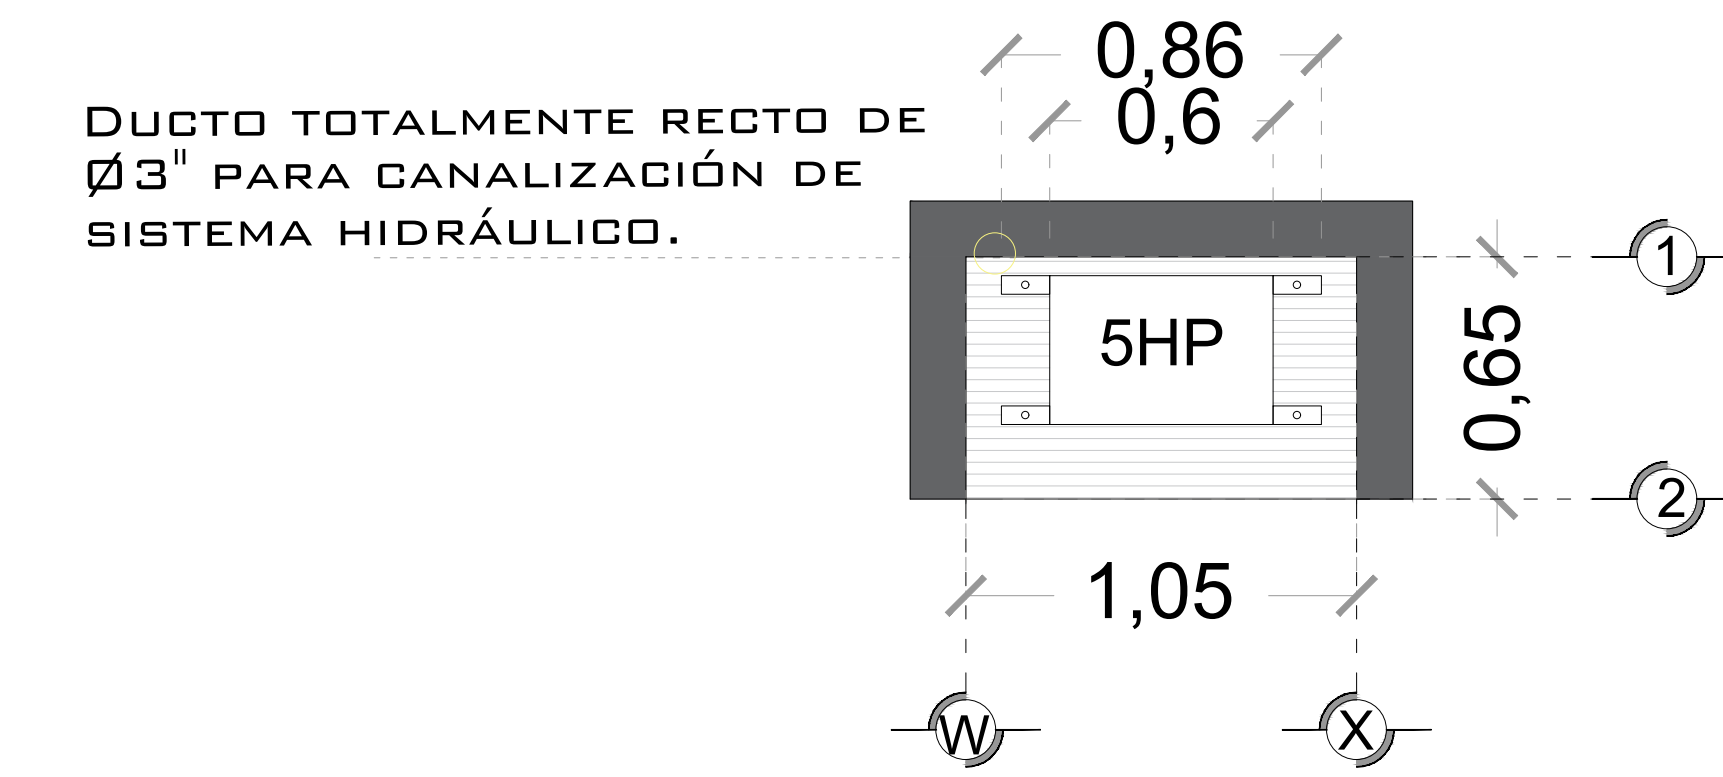 0,86
0,6
Ducto totalmente recto de
Ø3" para canalización de
sistema hidráulico.
1
5HP
0,65
2
1,05
W
X